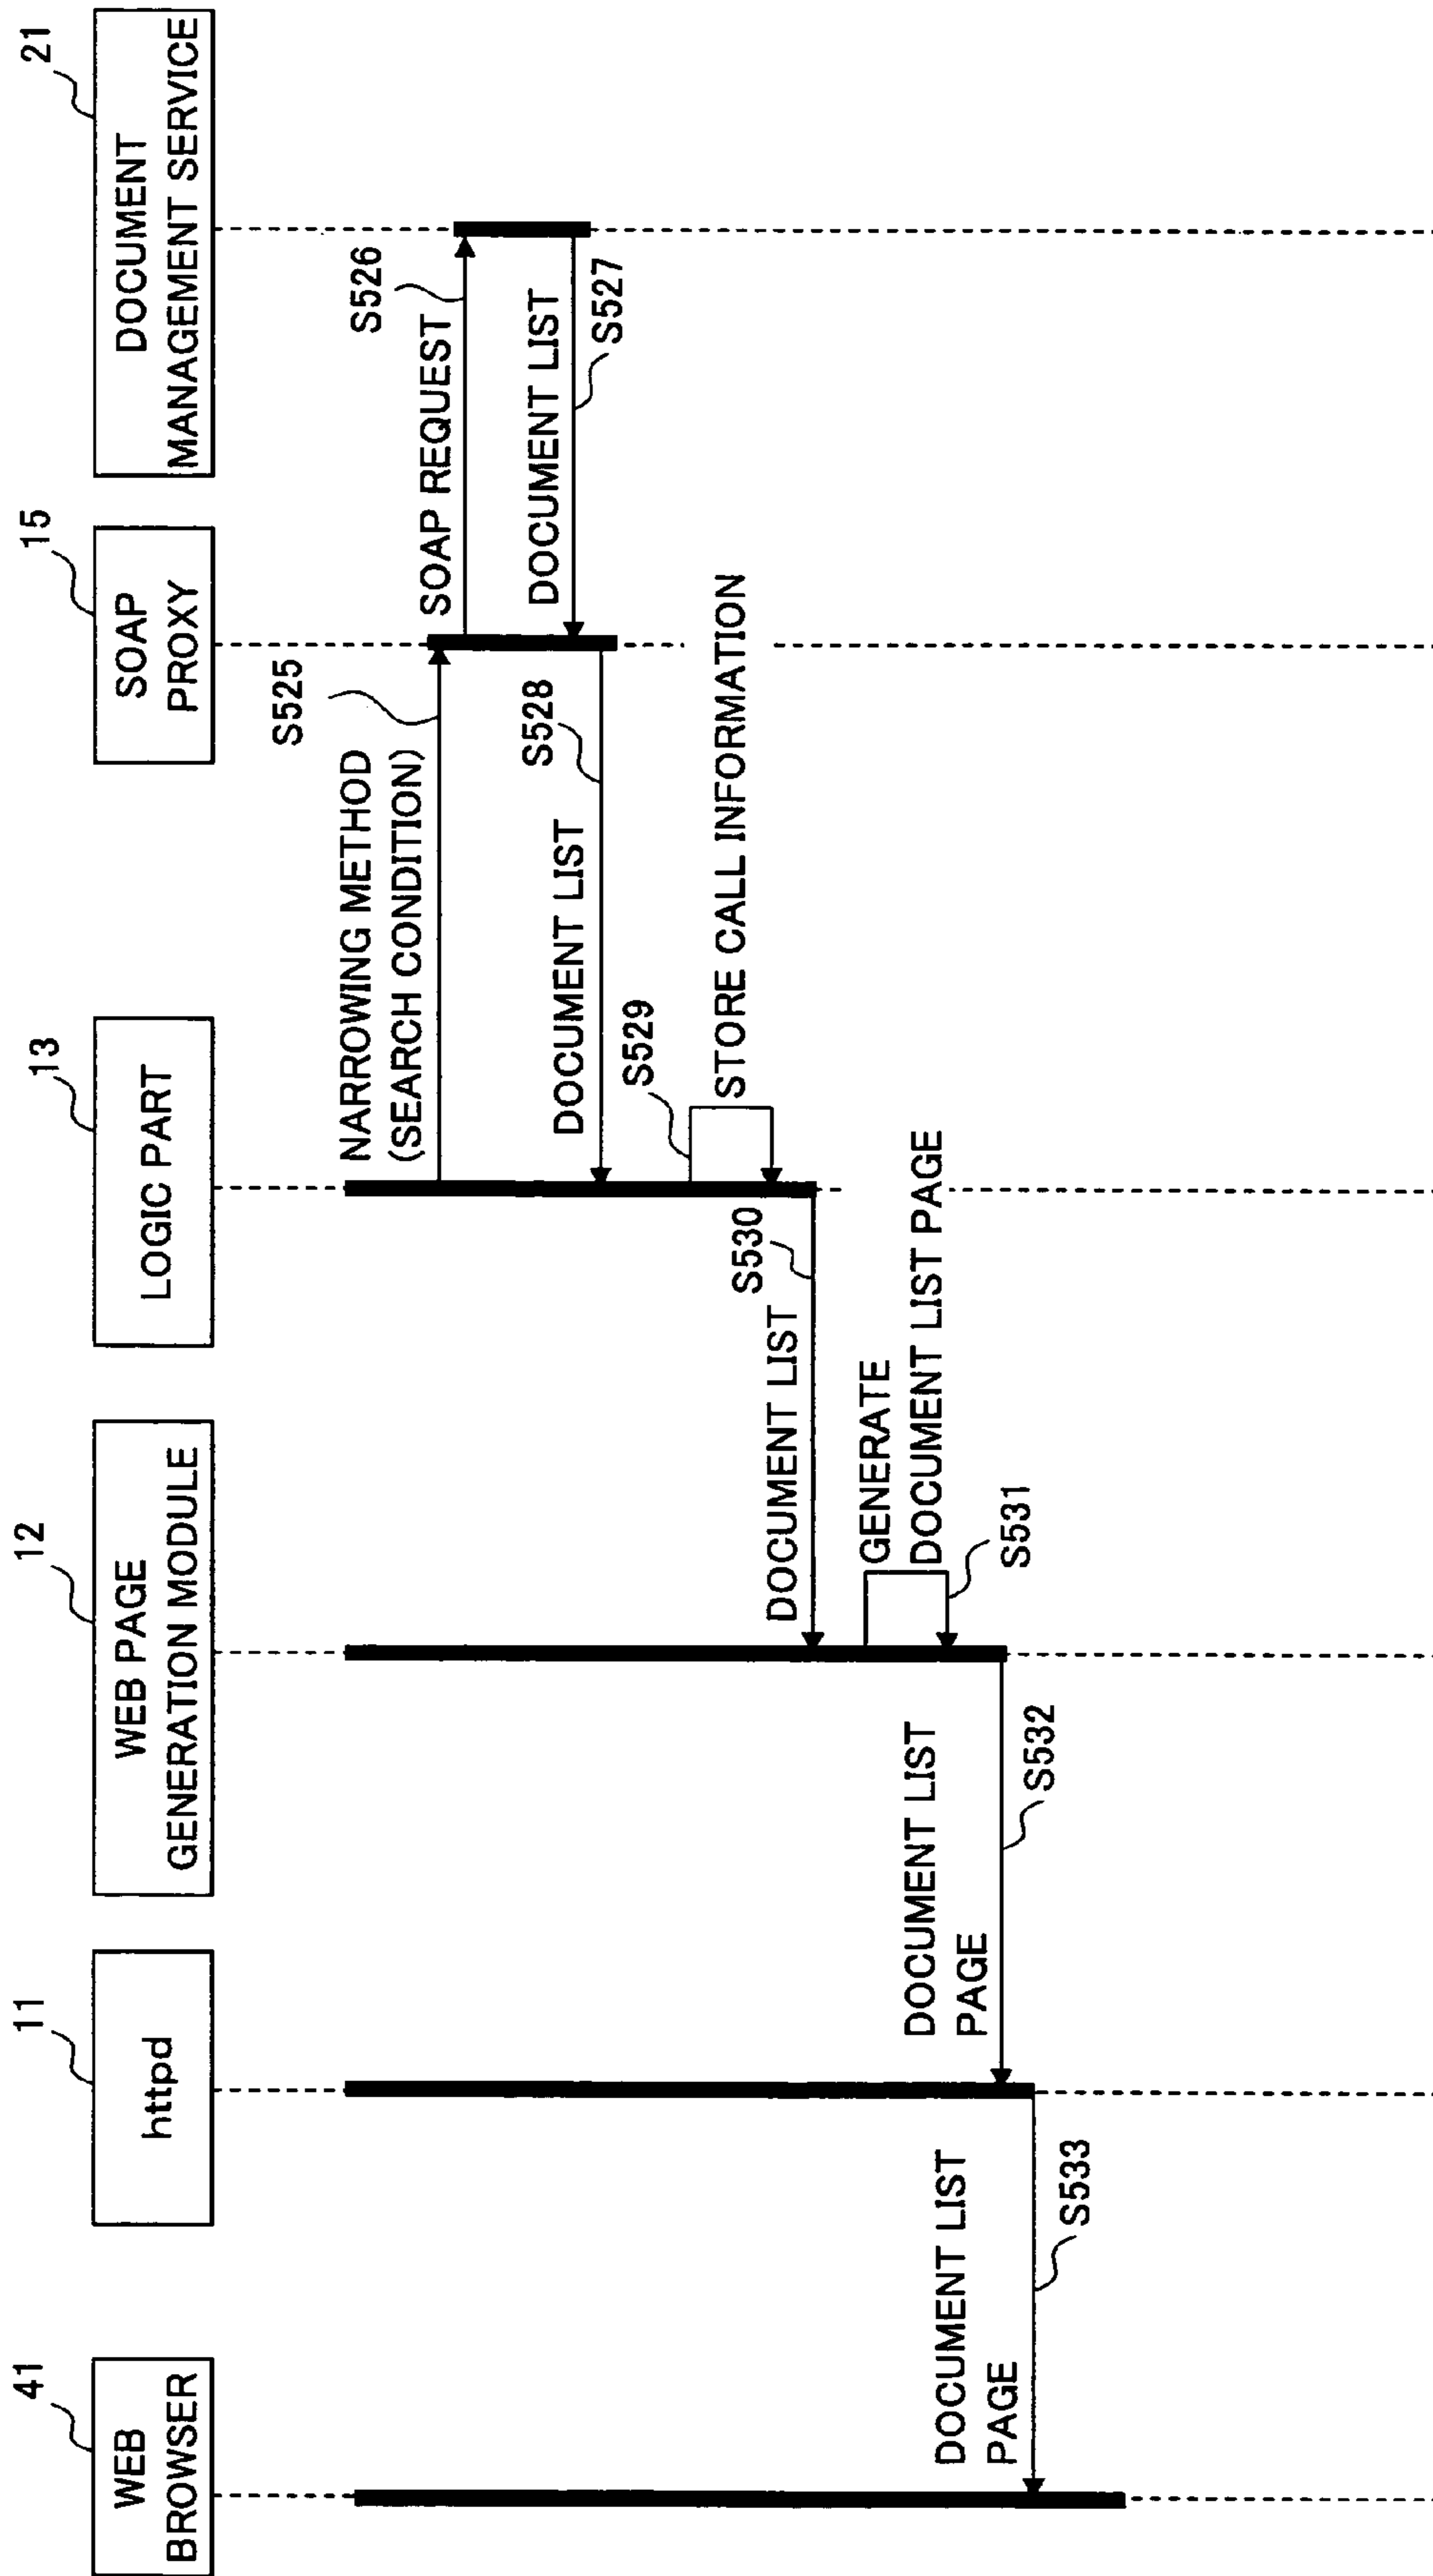 41
WEB
BROWSER
11
httpd
12
WEB PAGE
GENERATION MODULE
13
LOGIC PART
15
SOAP
PROXY
21
DOCUMENT
MANAGEMENT SERVICE
S525
NARROWING METHOD
(SEARCH CONDITION)
S526
SOAP REQUEST
DOCUMENT LIST
S527
S528
DOCUMENT LIST
S529
STORE CALL INFORMATION
S530
DOCUMENT LIST
GENERATE
DOCUMENT LIST PAGE
S531
DOCUMENT LIST
PAGE
S532
DOCUMENT LIST
PAGE
S533